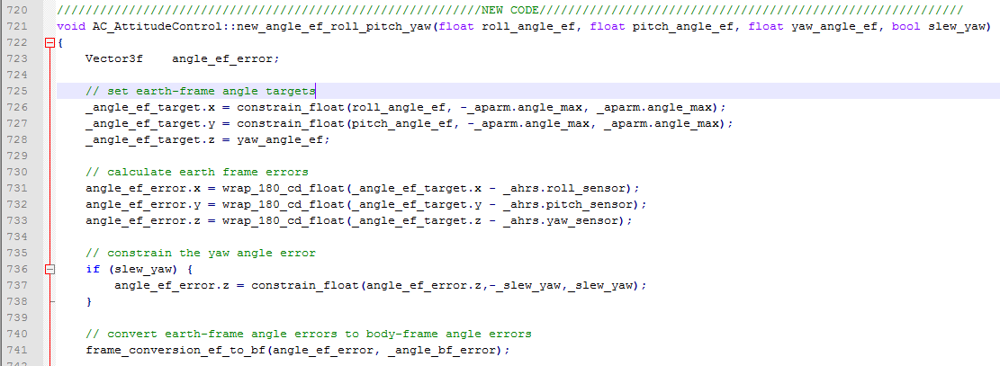 720 ///////////////////////////////////////////////////////////NEW CODE///////////////////////////////////////////////////////////
721 void AC_AttitudeControl::new_angle_ef_roll_pitch_yaw(float roll_angle_ef, float pitch_angle_ef, float yaw_angle_ef, bool slew_yaw)
722 {
723     Vector3f    angle_ef_error;
724
725     // set earth-frame angle targets
726     _angle_ef_target.x = constrain_float(roll_angle_ef, -_aparm.angle_max, _aparm.angle_max);
727     _angle_ef_target.y = constrain_float(pitch_angle_ef, -_aparm.angle_max, _aparm.angle_max);
728     _angle_ef_target.z = yaw_angle_ef;
729
730     // calculate earth frame errors
731     angle_ef_error.x = wrap_180_cd_float(_angle_ef_target.x - _ahrs.roll_sensor);
732     angle_ef_error.y = wrap_180_cd_float(_angle_ef_target.y - _ahrs.pitch_sensor);
733     angle_ef_error.z = wrap_180_cd_float(_angle_ef_target.z - _ahrs.yaw_sensor);
734
735     // constrain the yaw angle error
736     if (slew_yaw) {
737         angle_ef_error.z = constrain_float(angle_ef_error.z,-_slew_yaw,_slew_yaw);
738     }
739
740     // convert earth-frame angle errors to body-frame angle errors
741     frame_conversion_ef_to_bf(angle_ef_error, _angle_bf_error);